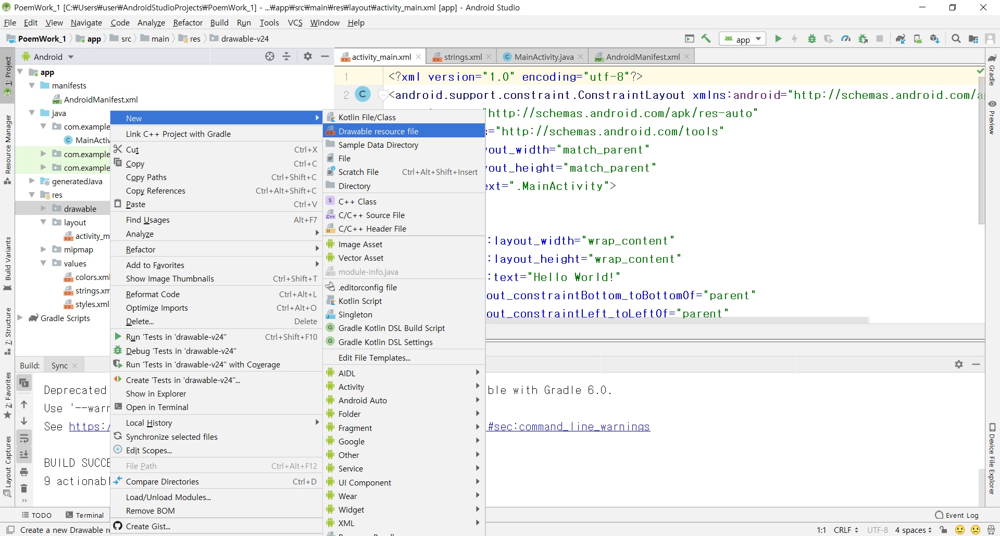 PoemWork_1 [C:₩Users₩user₩AndroidStudioProjects₩PoemWork_1] - ...₩app₩src₩main₩res₩layout₩activity_main.xml [app] - Android Studio
File Edit View Navigate Code Analyze Refactor Build Run Tools VCS Window Help
PoemWork_1 app src main res drawable-v24
app
Android
activity_main.xml
strings.xml
MainActivity.java
AndroidManifest.xml
1: Project
Resource Manager
Build Variants
7: Structure
2: Favorites
Layout Captures
app
manifests
AndroidManifest.xml
java
com.example
MainActiv
com.example
com.example
generatedJava
res
drawable
layout
activity_m
mipmap
values
colors.xml
strings.xm
styles.xml
Gradle Scripts
New
Link C++ Project with Gradle
Cut Ctrl+X
Copy Ctrl+C
Copy Paths Ctrl+Shift+C
Copy References Ctrl+Alt+Shift+C
Paste Ctrl+V
Find Usages Alt+F7
Analyze
Refactor
Add to Favorites
Show Image Thumbnails Ctrl+Shift+T
Reformat Code Ctrl+Alt+L
Optimize Imports Ctrl+Alt+O
Delete... Delete
Run 'Tests in 'drawable-v24'' Ctrl+Shift+F10
Debug 'Tests in 'drawable-v24''
Run 'Tests in 'drawable-v24'' with Coverage
Create 'Tests in 'drawable-v24''...
Show in Explorer
Open in Terminal
Local History
Synchronize selected files
Edit Scopes...
File Path Ctrl+Alt+F12
Compare Directories Ctrl+D
Load/Unload Modules...
Remove BOM
Create Gist...
Kotlin File/Class
Drawable resource file
Sample Data Directory
File
Scratch File Ctrl+Alt+Shift+Insert
Directory
S C++ Class
C++ C/C++ Source File
H C/C++ Header File
Image Asset
Vector Asset
module-info.java
.editorconfig file
Kotlin Script
Singleton
G Gradle Kotlin DSL Build Script
G Gradle Kotlin DSL Settings
Edit File Templates...
AIDL
Activity
Android Auto
Folder
Fragment
Google
Other
Service
UI Component
Wear
Widget
XML
1 <?xml version="1.0" encoding="utf-8"?>
2 C <android.support.constraint.ConstraintLayout xmlns:android="http://schemas.android.com/a
"http://schemas.android.com/apk/res-auto"
="http://schemas.android.com/tools"
yout_width="match_parent"
yout_height="match_parent"
ext=".MainActivity">
:layout_width="wrap_content"
:layout_height="wrap_content"
:text="Hello World!"
out_constraintBottom_toBottomOf="parent"
out_constraintLeft_toLeftOf="parent"
Gradle
Preview
Device File Explorer
Build: Sync
Deprecated ble with Gradle 6.0.
Use '--warr
See https:/ #sec:command_line_warnings
BUILD SUCCE
9 actionabl
TODO Terminal Event Log
Create a new Drawable re 1:1 CRLF UTF-8 4 spaces